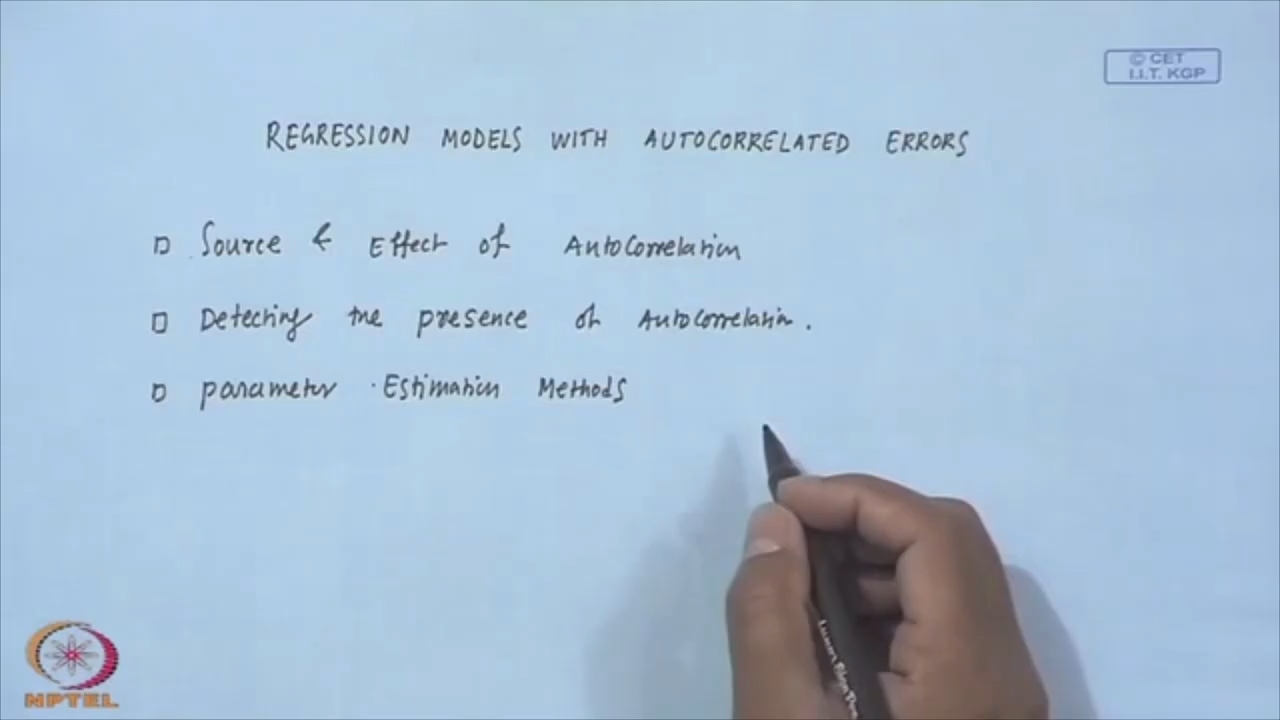 © CET
I.I.T. KGP
REGRESSION MODELS WITH AUTOCORRELATED ERRORS
Source & Effect of Autocorrelation
Detecting the presence of Autocorrelation.
parameter Estimation Methods
NPTEL